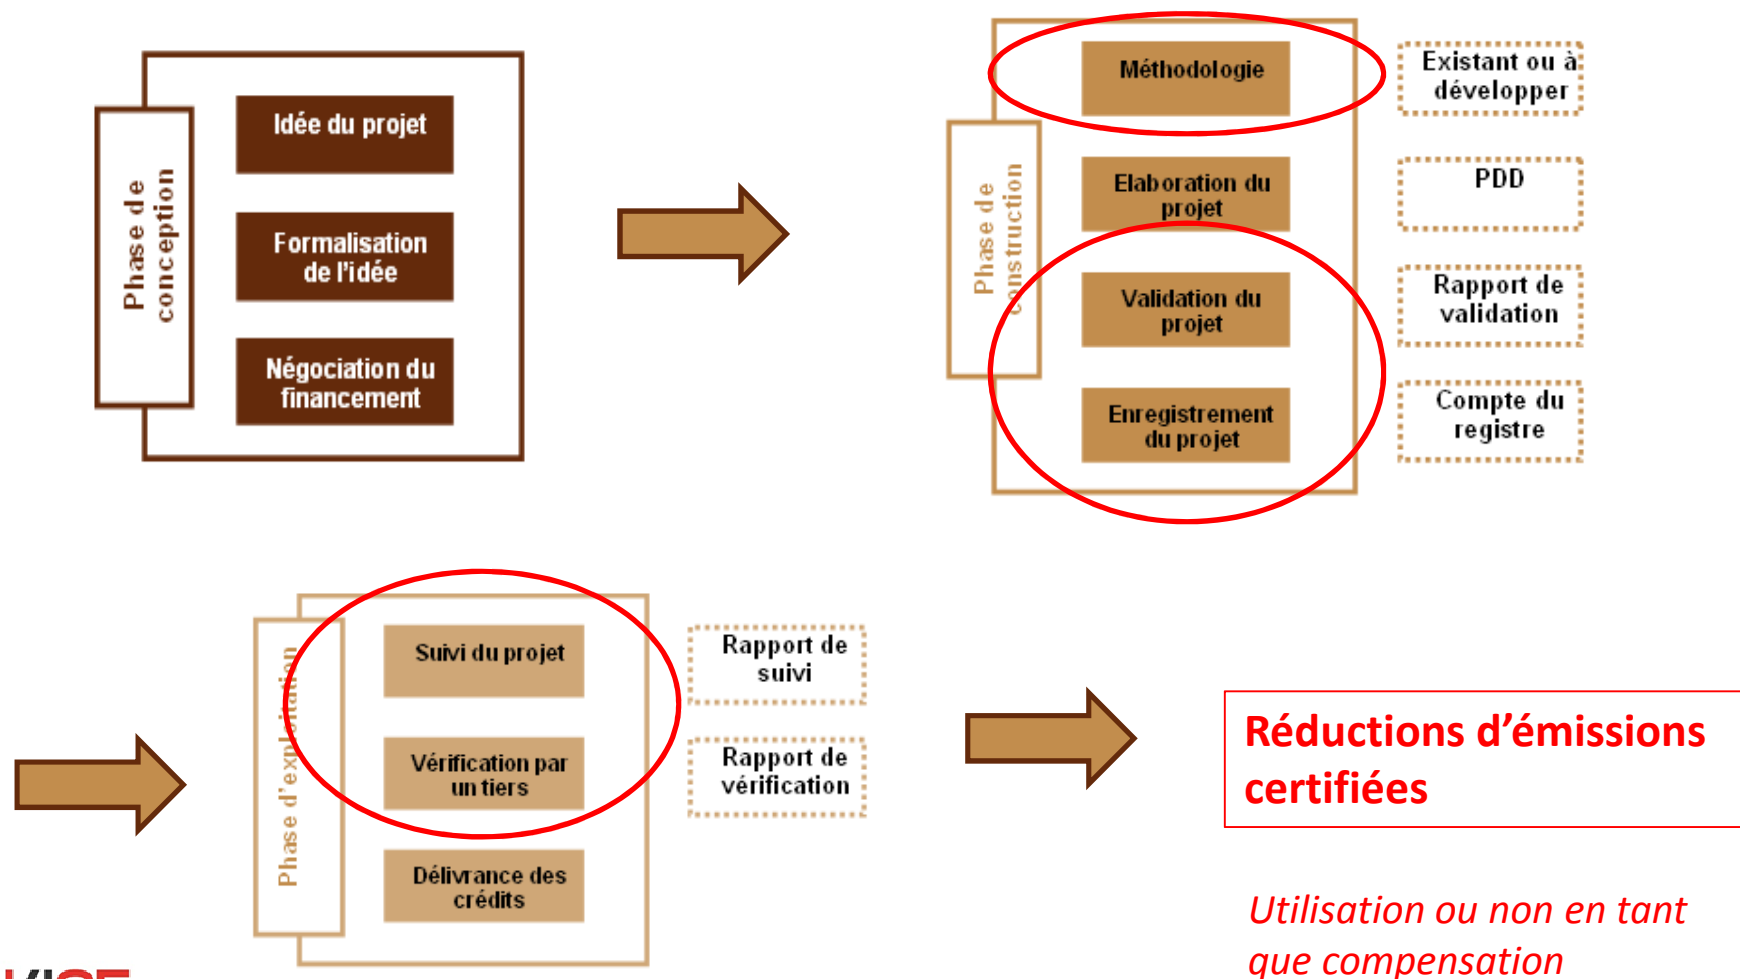 Phase de
conception
Idée du projet
Formalisation
de l'idée
Négociation du
financement
Phase de
construction
Méthodologie
Existant ou à
développer
Elaboration du
projet
PDD
Validation du
projet
Rapport de
validation
Enregistrement
du projet
Compte du
registre
Phase d'exploitation
Suivi du projet
Rapport de
suivi
Vérification par
un tiers
Rapport de
vérification
Délivrance des
crédits
Réductions d’émissions
certifiées
Utilisation ou non en tant
que compensation